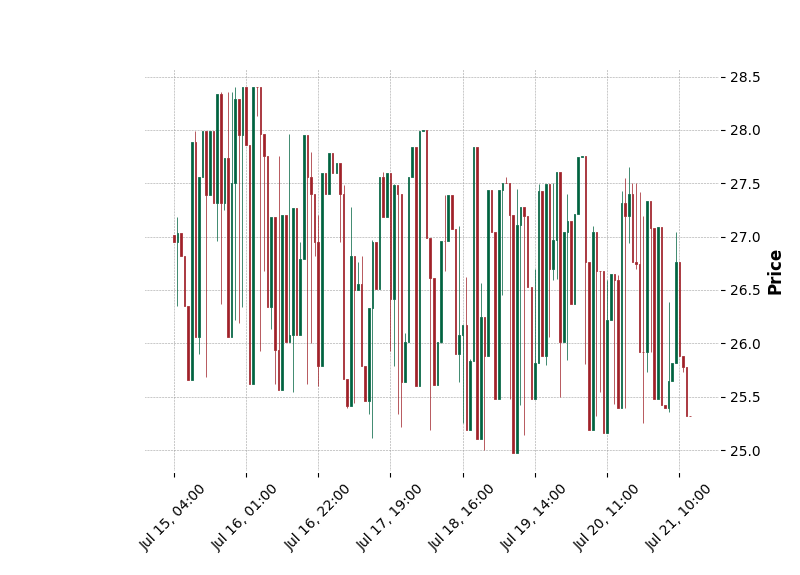 28.5
28.0
27.5
27.0
26.5
26.0
25.5
25.0
Price
Jul 15, 04:00
Jul 16, 01:00
Jul 16, 22:00
Jul 17, 19:00
Jul 18, 16:00
Jul 19, 14:00
Jul 20, 11:00
Jul 21, 10:00